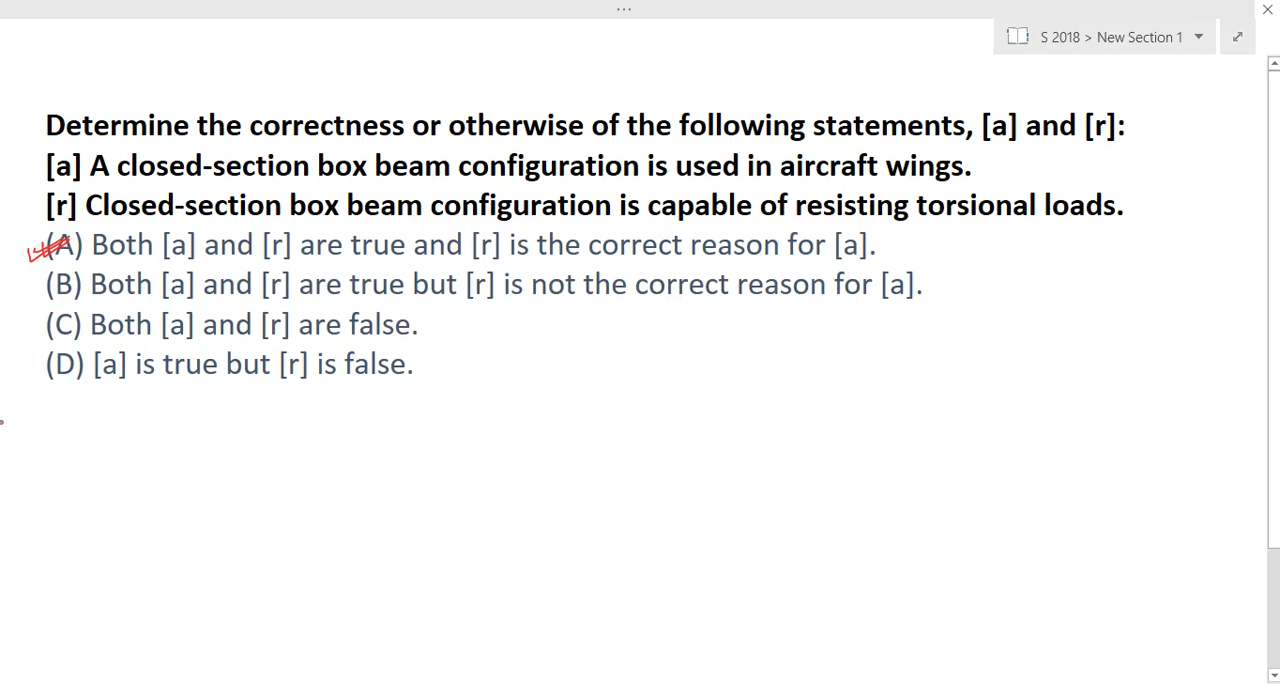 ...
S 2018 > New Section 1
Determine the correctness or otherwise of the following statements, [a] and [r]:
[a] A closed-section box beam configuration is used in aircraft wings.
[r] Closed-section box beam configuration is capable of resisting torsional loads.
(A) Both [a] and [r] are true and [r] is the correct reason for [a].
(B) Both [a] and [r] are true but [r] is not the correct reason for [a].
(C) Both [a] and [r] are false.
(D) [a] is true but [r] is false.